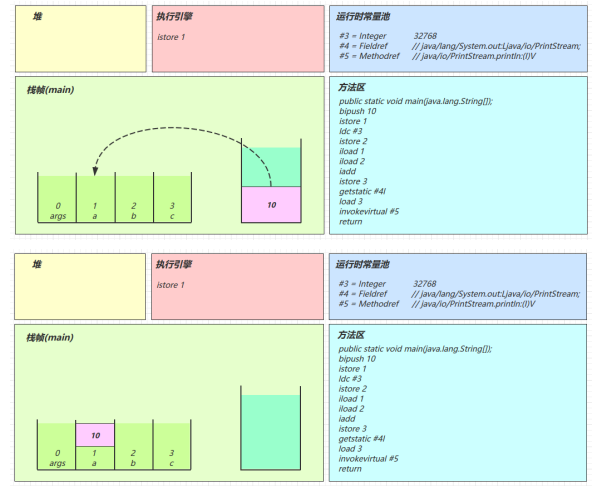 堆
执行引擎
istore 1
运行时常量池
#3 = Integer 32768
#4 = Fieldref // java/lang/System.out:Ljava/io/PrintStream;
#5 = Methodref // java/io/PrintStream.println:(I)V
栈帧(main)
10
0 1 2 3
args a b c
方法区
public static void main(java.lang.String[]);
bipush 10
istore 1
ldc #3
istore 2
iload 1
iload 2
iadd
istore 3
getstatic #4I
load 3
invokevirtual #5
return
堆
执行引擎
istore 1
运行时常量池
#3 = Integer 32768
#4 = Fieldref // java/lang/System.out:Ljava/io/PrintStream;
#5 = Methodref // java/io/PrintStream.println:(I)V
栈帧(main)
10
0 1 2 3
args a b c
方法区
public static void main(java.lang.String[]);
bipush 10
istore 1
ldc #3
istore 2
iload 1
iload 2
iadd
istore 3
getstatic #4I
load 3
invokevirtual #5
return